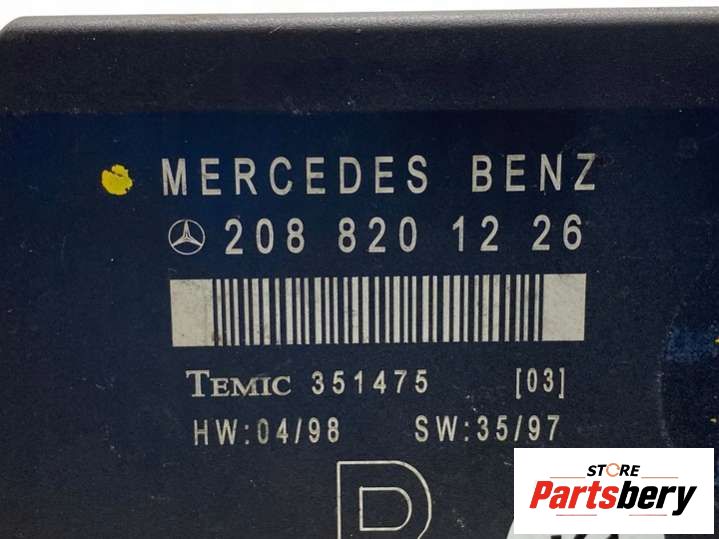 MERCEDES BENZ
208 820 12 26
TEMIC 351475 [03]
HW:04/98 SW:35/97
STORE
Partsbery